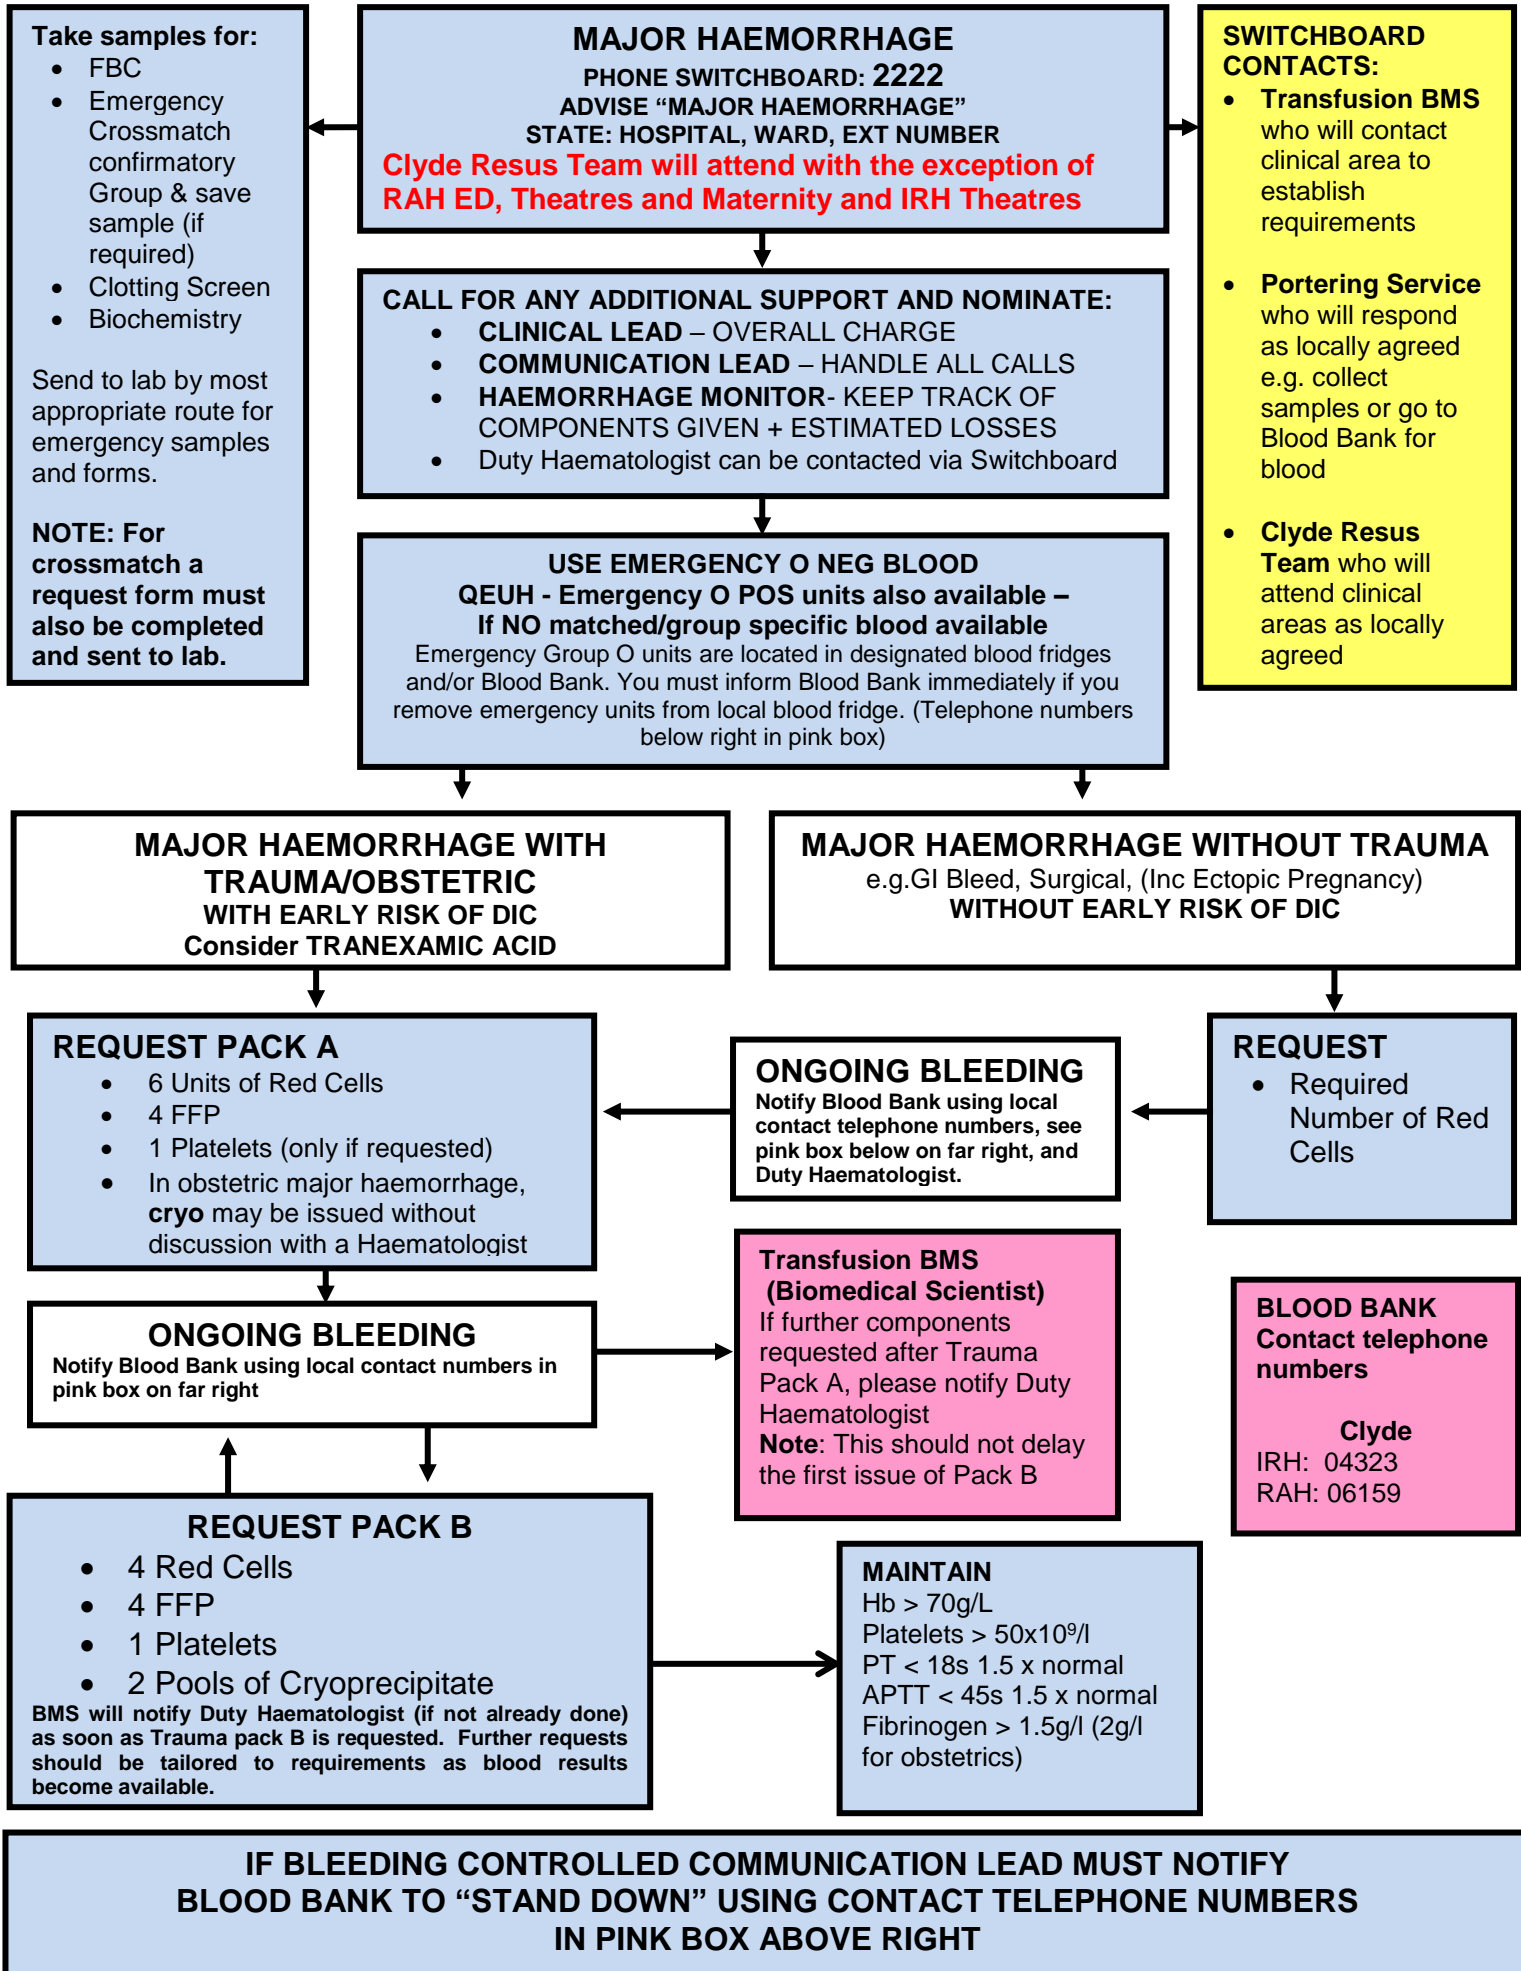 Take samples for:
• FBC
• Emergency
Crossmatch
confirmatory
Group & save
sample (if
required)
• Clotting Screen
• Biochemistry
Send to lab by most
appropriate route for
emergency samples
and forms.
NOTE: For
crossmatch a
request form must
also be completed
and sent to lab.
MAJOR HAEMORRHAGE
PHONE SWITCHBOARD: 2222
ADVISE “MAJOR HAEMORRHAGE”
STATE: HOSPITAL, WARD, EXT NUMBER
Clyde Resus Team will attend with the exception of
RAH ED, Theatres and Maternity and IRH Theatres
SWITCHBOARD
CONTACTS:
• Transfusion BMS
who will contact
clinical area to
establish
requirements
• Portering Service
who will respond
as locally agreed
e.g. collect
samples or go to
Blood Bank for
blood
• Clyde Resus
Team who will
attend clinical
areas as locally
agreed
CALL FOR ANY ADDITIONAL SUPPORT AND NOMINATE:
• CLINICAL LEAD – OVERALL CHARGE
• COMMUNICATION LEAD – HANDLE ALL CALLS
• HAEMORRHAGE MONITOR- KEEP TRACK OF
COMPONENTS GIVEN + ESTIMATED LOSSES
• Duty Haematologist can be contacted via Switchboard
USE EMERGENCY O NEG BLOOD
QEUH - Emergency O POS units also available –
If NO matched/group specific blood available
Emergency Group O units are located in designated blood fridges
and/or Blood Bank. You must inform Blood Bank immediately if you
remove emergency units from local blood fridge. (Telephone numbers
below right in pink box)
MAJOR HAEMORRHAGE WITH
TRAUMA/OBSTETRIC
WITH EARLY RISK OF DIC
Consider TRANEXAMIC ACID
MAJOR HAEMORRHAGE WITHOUT TRAUMA
e.g.GI Bleed, Surgical, (Inc Ectopic Pregnancy)
WITHOUT EARLY RISK OF DIC
REQUEST PACK A
• 6 Units of Red Cells
• 4 FFP
• 1 Platelets (only if requested)
• In obstetric major haemorrhage,
cryo may be issued without
discussion with a Haematologist
ONGOING BLEEDING
Notify Blood Bank using local
contact telephone numbers, see
pink box below on far right, and
Duty Haematologist.
REQUEST
• Required
Number of Red
Cells
ONGOING BLEEDING
Notify Blood Bank using local contact numbers in
pink box on far right
Transfusion BMS
(Biomedical Scientist)
If further components
requested after Trauma
Pack A, please notify Duty
Haematologist
Note: This should not delay
the first issue of Pack B
BLOOD BANK
Contact telephone
numbers
Clyde
IRH: 04323
RAH: 06159
REQUEST PACK B
• 4 Red Cells
• 4 FFP
• 1 Platelets
• 2 Pools of Cryoprecipitate
BMS will notify Duty Haematologist (if not already done)
as soon as Trauma pack B is requested. Further requests
should be tailored to requirements as blood results
become available.
MAINTAIN
Hb > 70g/L
Platelets > 50x10⁹/l
PT < 18s 1.5 x normal
APTT < 45s 1.5 x normal
Fibrinogen > 1.5g/l (2g/l
for obstetrics)
IF BLEEDING CONTROLLED COMMUNICATION LEAD MUST NOTIFY
BLOOD BANK TO “STAND DOWN” USING CONTACT TELEPHONE NUMBERS
IN PINK BOX ABOVE RIGHT